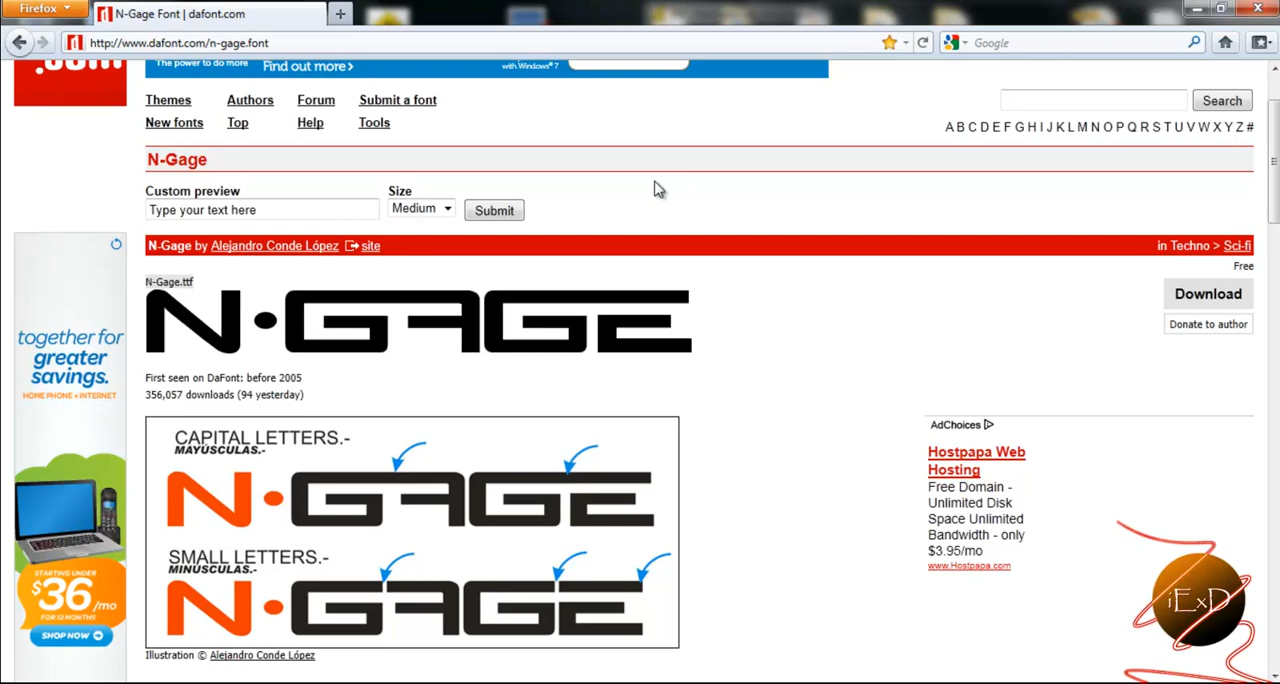 Firefox
N-Gage Font | dafont.com
http://www.dafont.com/n-gage.font
Google
.com
The power to do more Find out more >
with Windows® 7
Themes Authors Forum Submit a font
New fonts Top Help Tools
Search
A B C D E F G H I J K L M N O P Q R S T U V W X Y Z #
N-Gage
Custom preview Size
Type your text here Medium Submit
N-Gage by Alejandro Conde López site in Techno > Sci-fi
Free
N-Gage.ttf
N•GAGE
Download
Donate to author
First seen on DaFont: before 2005
356,057 downloads (94 yesterday)
CAPITAL LETTERS.-
MAYÚSCULAS.-
N•GAGE
SMALL LETTERS.-
MINUSCULAS.-
N•GAGE
Illustration © Alejandro Conde López
together for
greater
savings.
HOME PHONE + INTERNET
STARTING UNDER
$36/mo
FOR 12 MONTHS
SHOP NOW
AdChoices
Hostpapa Web
Hosting
Free Domain -
Unlimited Disk
Space Unlimited
Bandwidth - only
$3.95/mo
www.Hostpapa.com
iExD